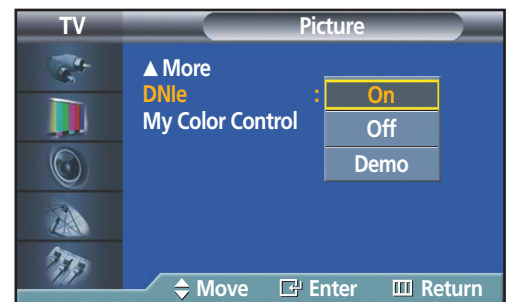 TV Picture
▲ More
DNIe : On
My Color Control Off
Demo
Move Enter Return